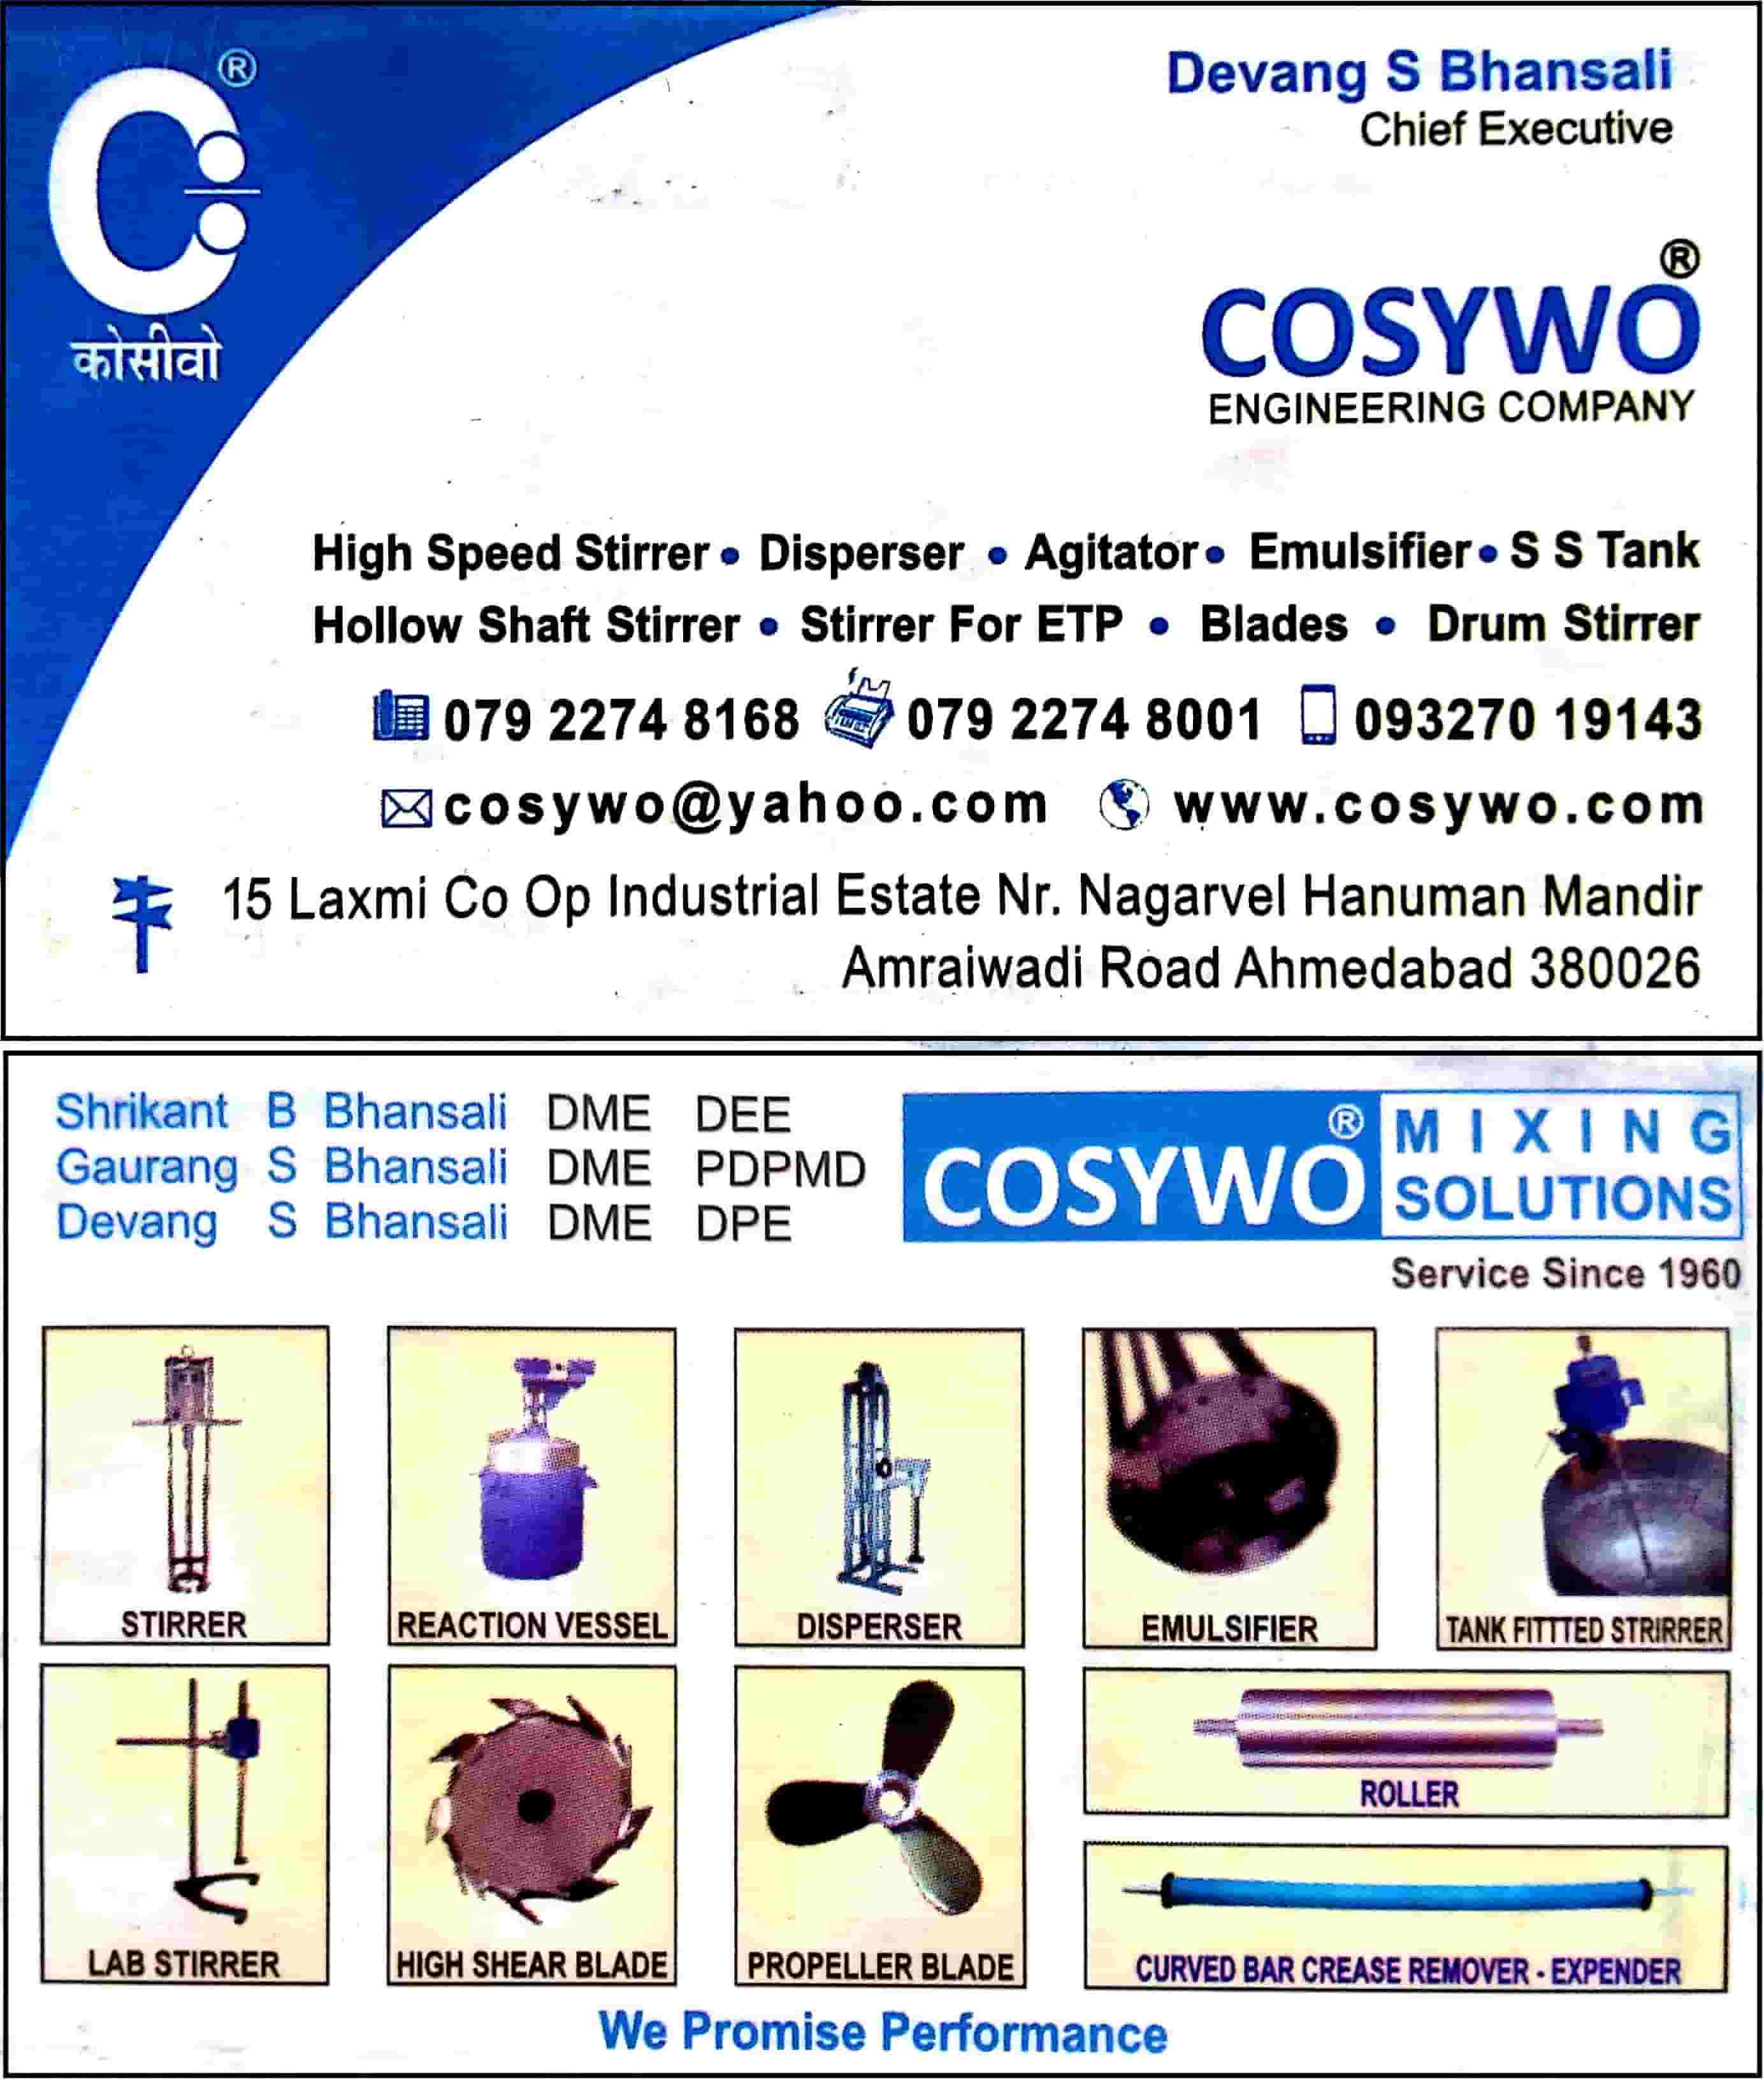 ®
कोसीवो
Devang S Bhansali
Chief Executive
®
COSYWO
ENGINEERING COMPANY
High Speed Stirrer • Disperser • Agitator • Emulsifier • S S Tank
Hollow Shaft Stirrer • Stirrer For ETP • Blades • Drum Stirrer
079 2274 8168 079 2274 8001 093270 19143
cosywo@yahoo.com www.cosywo.com
15 Laxmi Co Op Industrial Estate Nr. Nagarvel Hanuman Mandir
Amraiwadi Road Ahmedabad 380026
Shrikant B Bhansali DME DEE
Gaurang S Bhansali DME PDPMD
Devang S Bhansali DME DPE
COSYWO® MIXING
SOLUTIONS
Service Since 1960
STIRRER REACTION VESSEL DISPERSER EMULSIFIER TANK FITTTED STRIRRER
ROLLER
LAB STIRRER HIGH SHEAR BLADE PROPELLER BLADE CURVED BAR CREASE REMOVER - EXPENDER
We Promise Performance